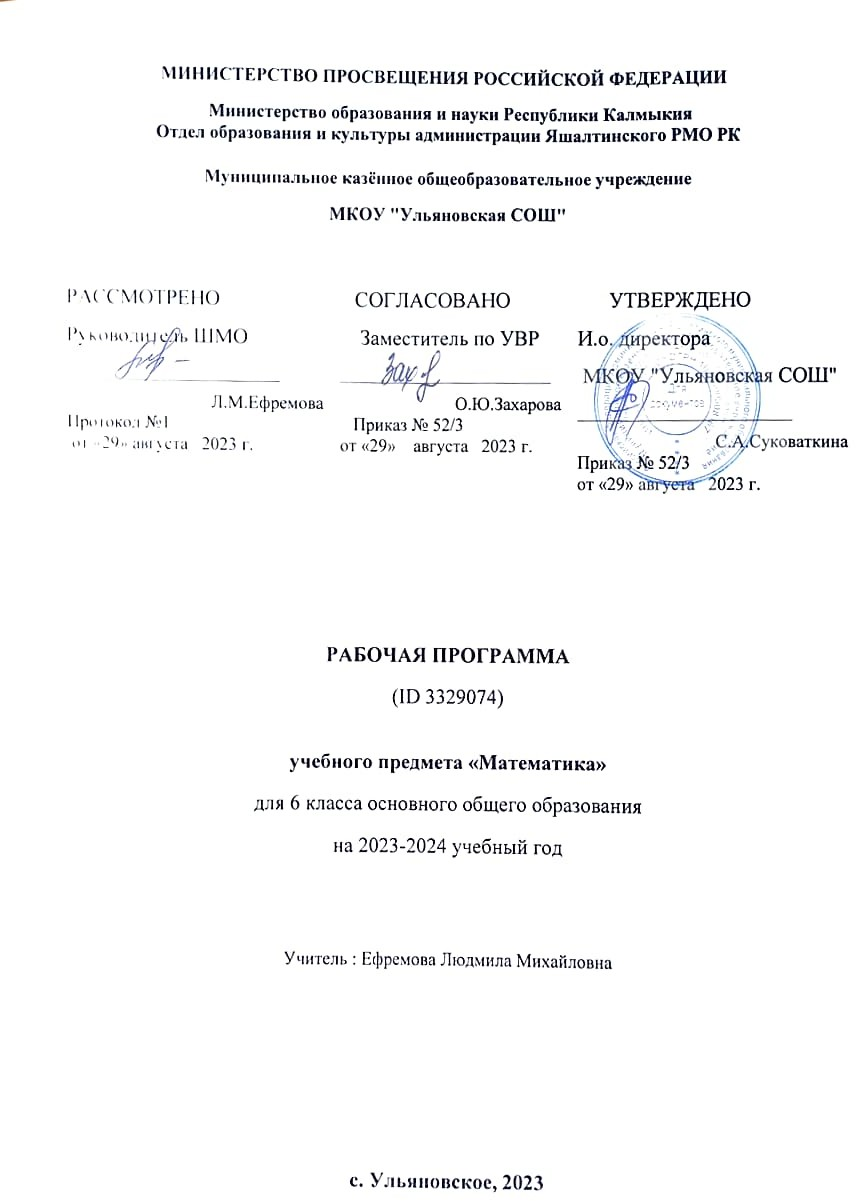 МИНИСТЕРСТВО ПРОСВЕЩЕНИЯ РОССИЙСКОЙ ФЕДЕРАЦИИ
Министерство образования и науки Республики Калмыкия
Отдел образования и культуры администрации Яшалтинского РМО РК
Муниципальное казённое общеобразовательное учреждение
МКОУ "Ульяновская СОШ"
РАССМОТРЕНО
Руководитель ШМО
Л.М.Ефремова
Протокол №1
от «29» августа 2023 г.
СОГЛАСОВАНО
Заместитель по УВР
Зах
О.Ю.Захарова
Приказ № 52/3
от «29» августа 2023 г.
УТВЕРЖДЕНО
И.о. директора
МКОУ "Ульяновская СОШ"
Для
документов
С.А.Суковаткина
Приказ № 52/3
от «29» августа 2023 г.
РАБОЧАЯ ПРОГРАММА
(ID 3329074)
учебного предмета «Математика»
для 6 класса основного общего образования
на 2023-2024 учебный год
Учитель : Ефремова Людмила Михайловна
с. Ульяновское, 2023